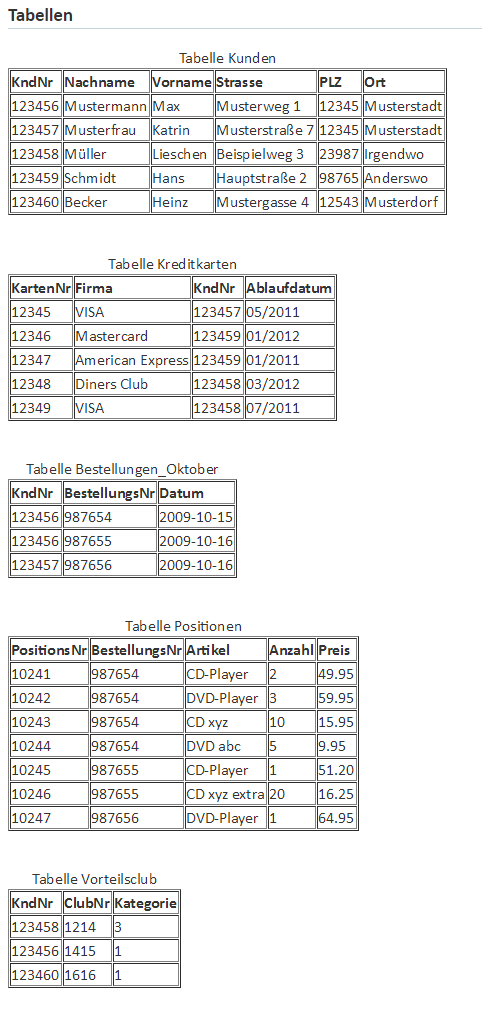 Tabellen
Tabelle Kunden
KndNr Nachname Vorname Strasse PLZ Ort
123456 Mustermann Max Musterweg 1 12345 Musterstadt
123457 Musterfrau Katrin Musterstraße 7 12345 Musterstadt
123458 Müller Lieschen Beispielweg 3 23987 Irgendwo
123459 Schmidt Hans Hauptstraße 2 98765 Anderswo
123460 Becker Heinz Mustergasse 4 12543 Musterdorf
Tabelle Kreditkarten
KartenNr Firma KndNr Ablaufdatum
12345 VISA 123457 05/2011
12346 Mastercard 123459 01/2012
12347 American Express 123459 01/2011
12348 Diners Club 123458 03/2012
12349 VISA 123458 07/2011
Tabelle Bestellungen_Oktober
KndNr BestellungsNr Datum
123456 987654 2009-10-15
123456 987655 2009-10-16
123457 987656 2009-10-16
Tabelle Positionen
PositionsNr BestellungsNr Artikel Anzahl Preis
10241 987654 CD-Player 2 49.95
10242 987654 DVD-Player 3 59.95
10243 987654 CD xyz 10 15.95
10244 987654 DVD abc 5 9.95
10245 987655 CD-Player 1 51.20
10246 987655 CD xyz extra 20 16.25
10247 987656 DVD-Player 1 64.95
Tabelle Vorteilsclub
KndNr ClubNr Kategorie
123458 1214 3
123456 1415 1
123460 1616 1